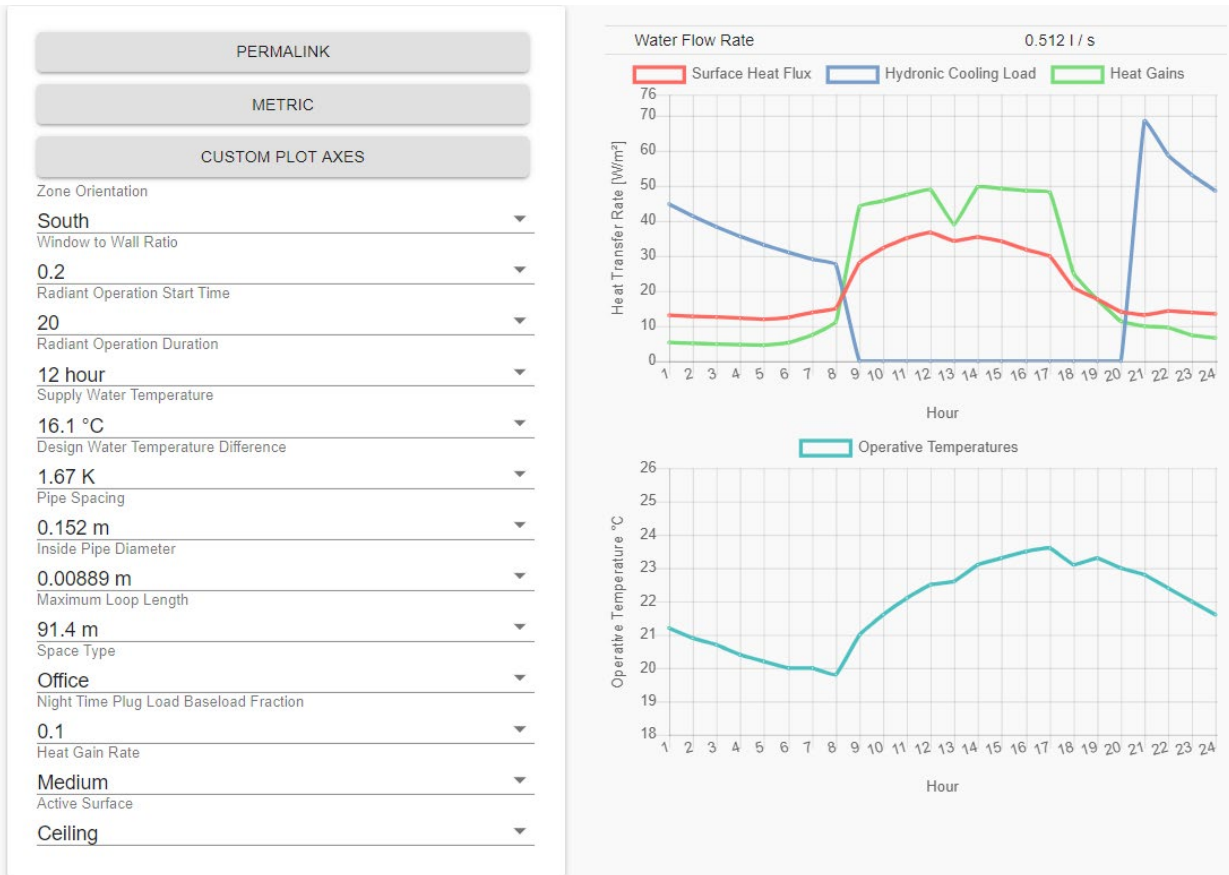 PERMALINK
METRIC
CUSTOM PLOT AXES
Zone Orientation
South
Window to Wall Ratio
0.2
Radiant Operation Start Time
20
Radiant Operation Duration
12 hour
Supply Water Temperature
16.1 °C
Design Water Temperature Difference
1.67 K
Pipe Spacing
0.152 m
Inside Pipe Diameter
0.00889 m
Maximum Loop Length
91.4 m
Space Type
Office
Night Time Plug Load Baseload Fraction
0.1
Heat Gain Rate
Medium
Active Surface
Ceiling
Water Flow Rate 0.512 l / s
Surface Heat Flux Hydronic Cooling Load Heat Gains
Heat Transfer Rate [W/m²]
76
70
60
50
40
30
20
10
0
1 2 3 4 5 6 7 8 9 10 11 12 13 14 15 16 17 18 19 20 21 22 23 24
Hour
Operative Temperatures
Operative Temperature °C
26
25
24
23
22
21
20
19
18
1 2 3 4 5 6 7 8 9 10 11 12 13 14 15 16 17 18 19 20 21 22 23 24
Hour